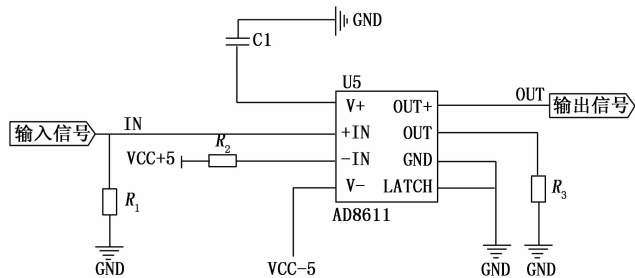 GND
C1
U5
V+
OUT+
OUT
输出信号
输入信号
IN
+IN
OUT
R2
VCC+5
-IN
GND
V-
LATCH
R1
R3
AD8611
GND
VCC-5
GND
GND